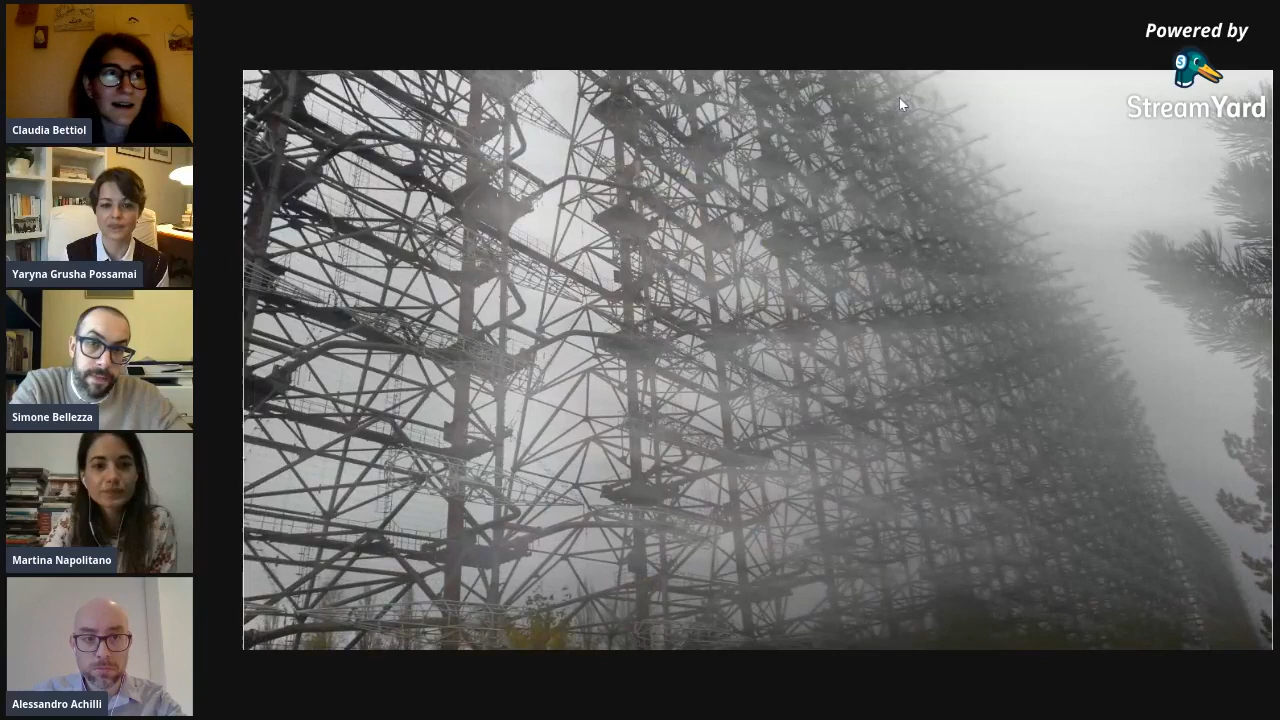 Claudia Bettiol
Yaryna Grusha Possamai
Simone Bellezza
Martina Napolitano
Alessandro Achilli
Powered by
S
StreamYard